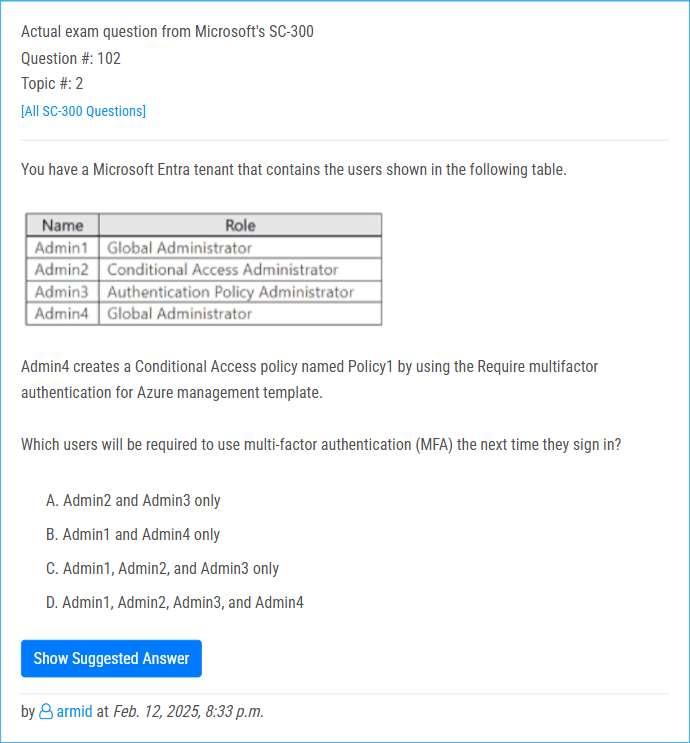 Actual exam question from Microsoft's SC-300
Question #: 102
Topic #: 2
[All SC-300 Questions]
You have a Microsoft Entra tenant that contains the users shown in the following table.
Name Role
Admin1 Global Administrator
Admin2 Conditional Access Administrator
Admin3 Authentication Policy Administrator
Admin4 Global Administrator
Admin4 creates a Conditional Access policy named Policy1 by using the Require multifactor
authentication for Azure management template.
Which users will be required to use multi-factor authentication (MFA) the next time they sign in?
A. Admin2 and Admin3 only
B. Admin1 and Admin4 only
C. Admin1, Admin2, and Admin3 only
D. Admin1, Admin2, Admin3, and Admin4
Show Suggested Answer
by armid at Feb. 12, 2025, 8:33 p.m.